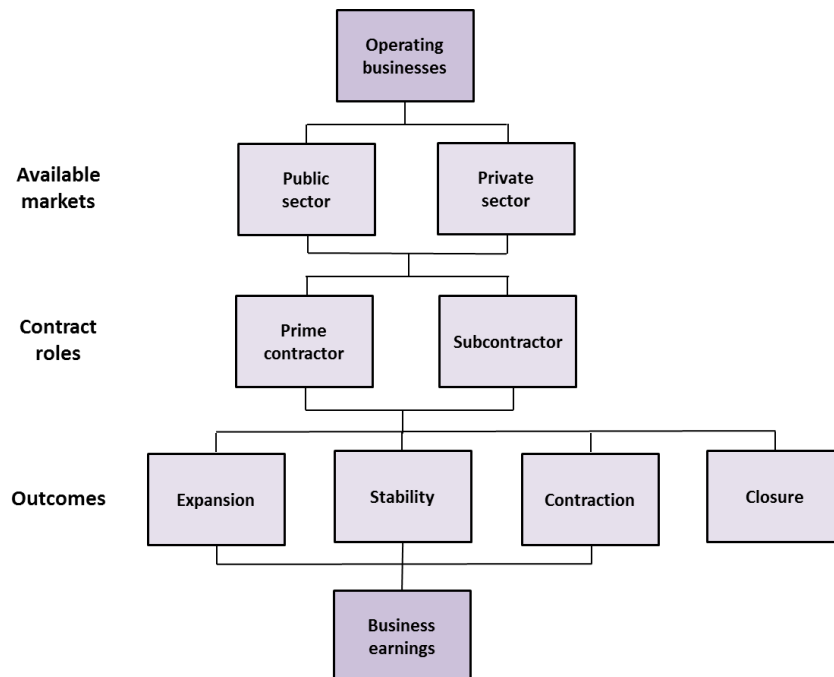 Operating
businesses
Available
markets
Public
sector
Private
sector
Contract
roles
Prime
contractor
Subcontractor
Outcomes
Expansion
Stability
Contraction
Closure
Business
earnings